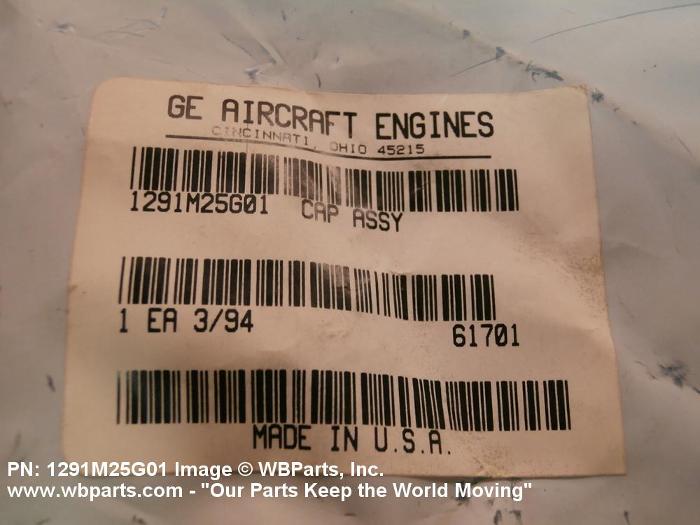 GE AIRCRAFT ENGINES
CINCINNATI, OHIO 45215
1291M25G01 CAP ASSY
1 EA 3/94 61701
MADE IN U.S.A.
PN: 1291M25G01 Image © WBParts, Inc.
www.wbparts.com - "Our Parts Keep the World Moving"